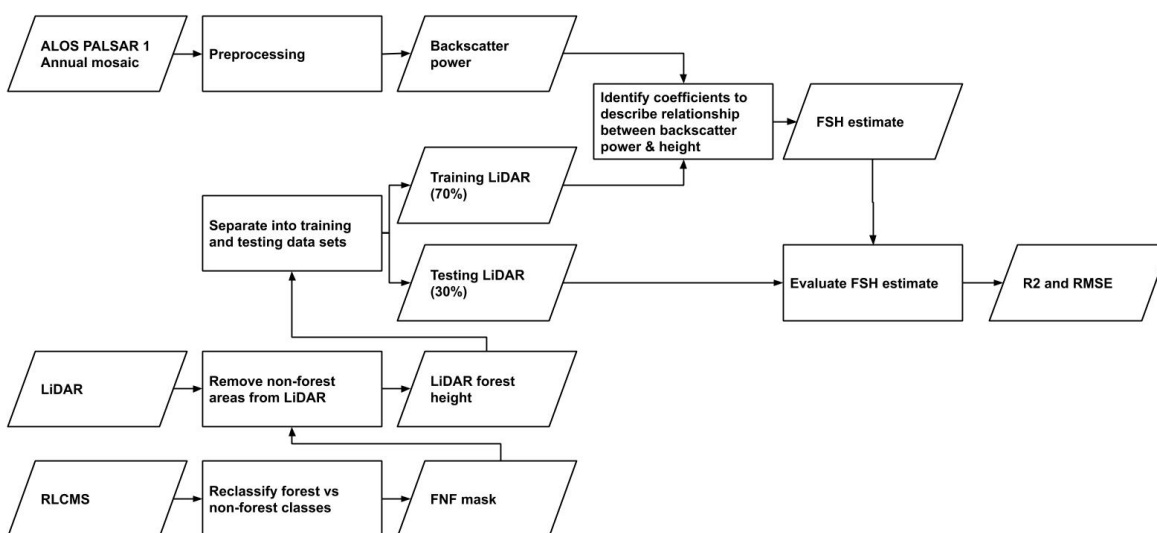 ALOS PALSAR 1
Annual mosaic
Preprocessing
Backscatter
power
Identify coefficients to
describe relationship
between backscatter
power & height
FSH estimate
Training LiDAR
(70%)
Separate into training
and testing data sets
Testing LiDAR
(30%)
Evaluate FSH estimate
R2 and RMSE
LiDAR
Remove non-forest
areas from LiDAR
LiDAR forest
height
RLCMS
Reclassify forest vs
non-forest classes
FNF mask